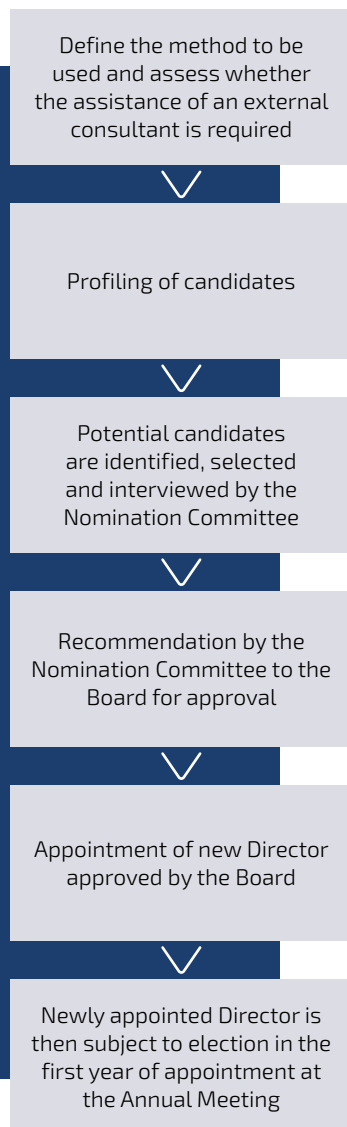 Define the method to be
used and assess whether
the assistance of an external
consultant is required
Profiling of candidates
Potential candidates
are identified, selected
and interviewed by the
Nomination Committee
Recommendation by the
Nomination Committee to the
Board for approval
Appointment of new Director
approved by the Board
Newly appointed Director is
then subject to election in the
first year of appointment at
the Annual Meeting